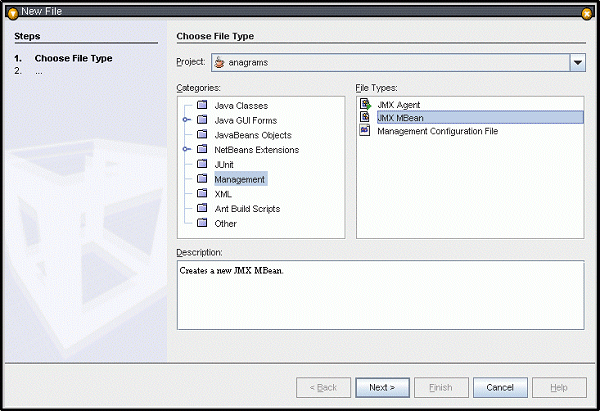 New File
Steps
1. Choose File Type
2. ...
Choose File Type
Project: anagrams
Categories:
Java Classes
Java GUI Forms
JavaBeans Objects
NetBeans Extensions
JUnit
Management
XML
Ant Build Scripts
Other
File Types:
JMX Agent
JMX MBean
Management Configuration File
Description:
Creates a new JMX MBean.
< Back Next > Finish Cancel Help